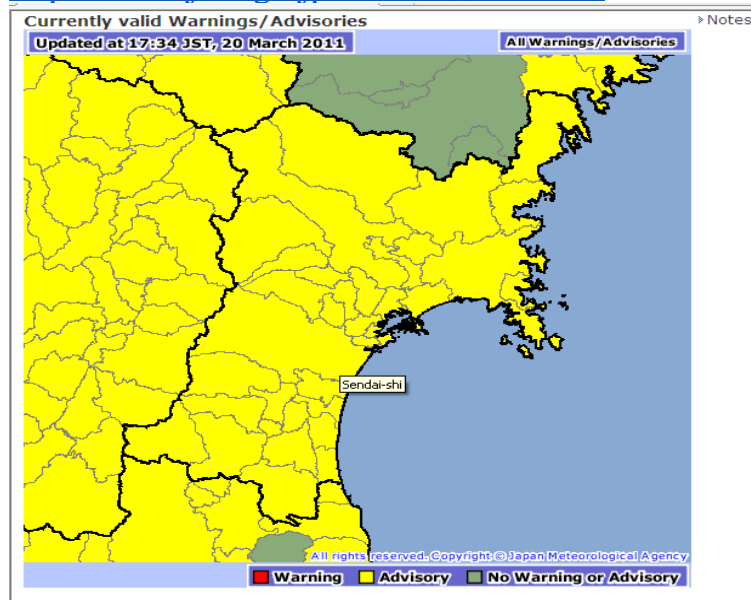 Currently valid Warnings/Advisories
Notes
Updated at 17:34 JST, 20 March 2011
All Warnings/Advisories
Sendai-shi
All rights reserved. Copyright © Japan Meteorological Agency
Warning
Advisory
No Warning or Advisory